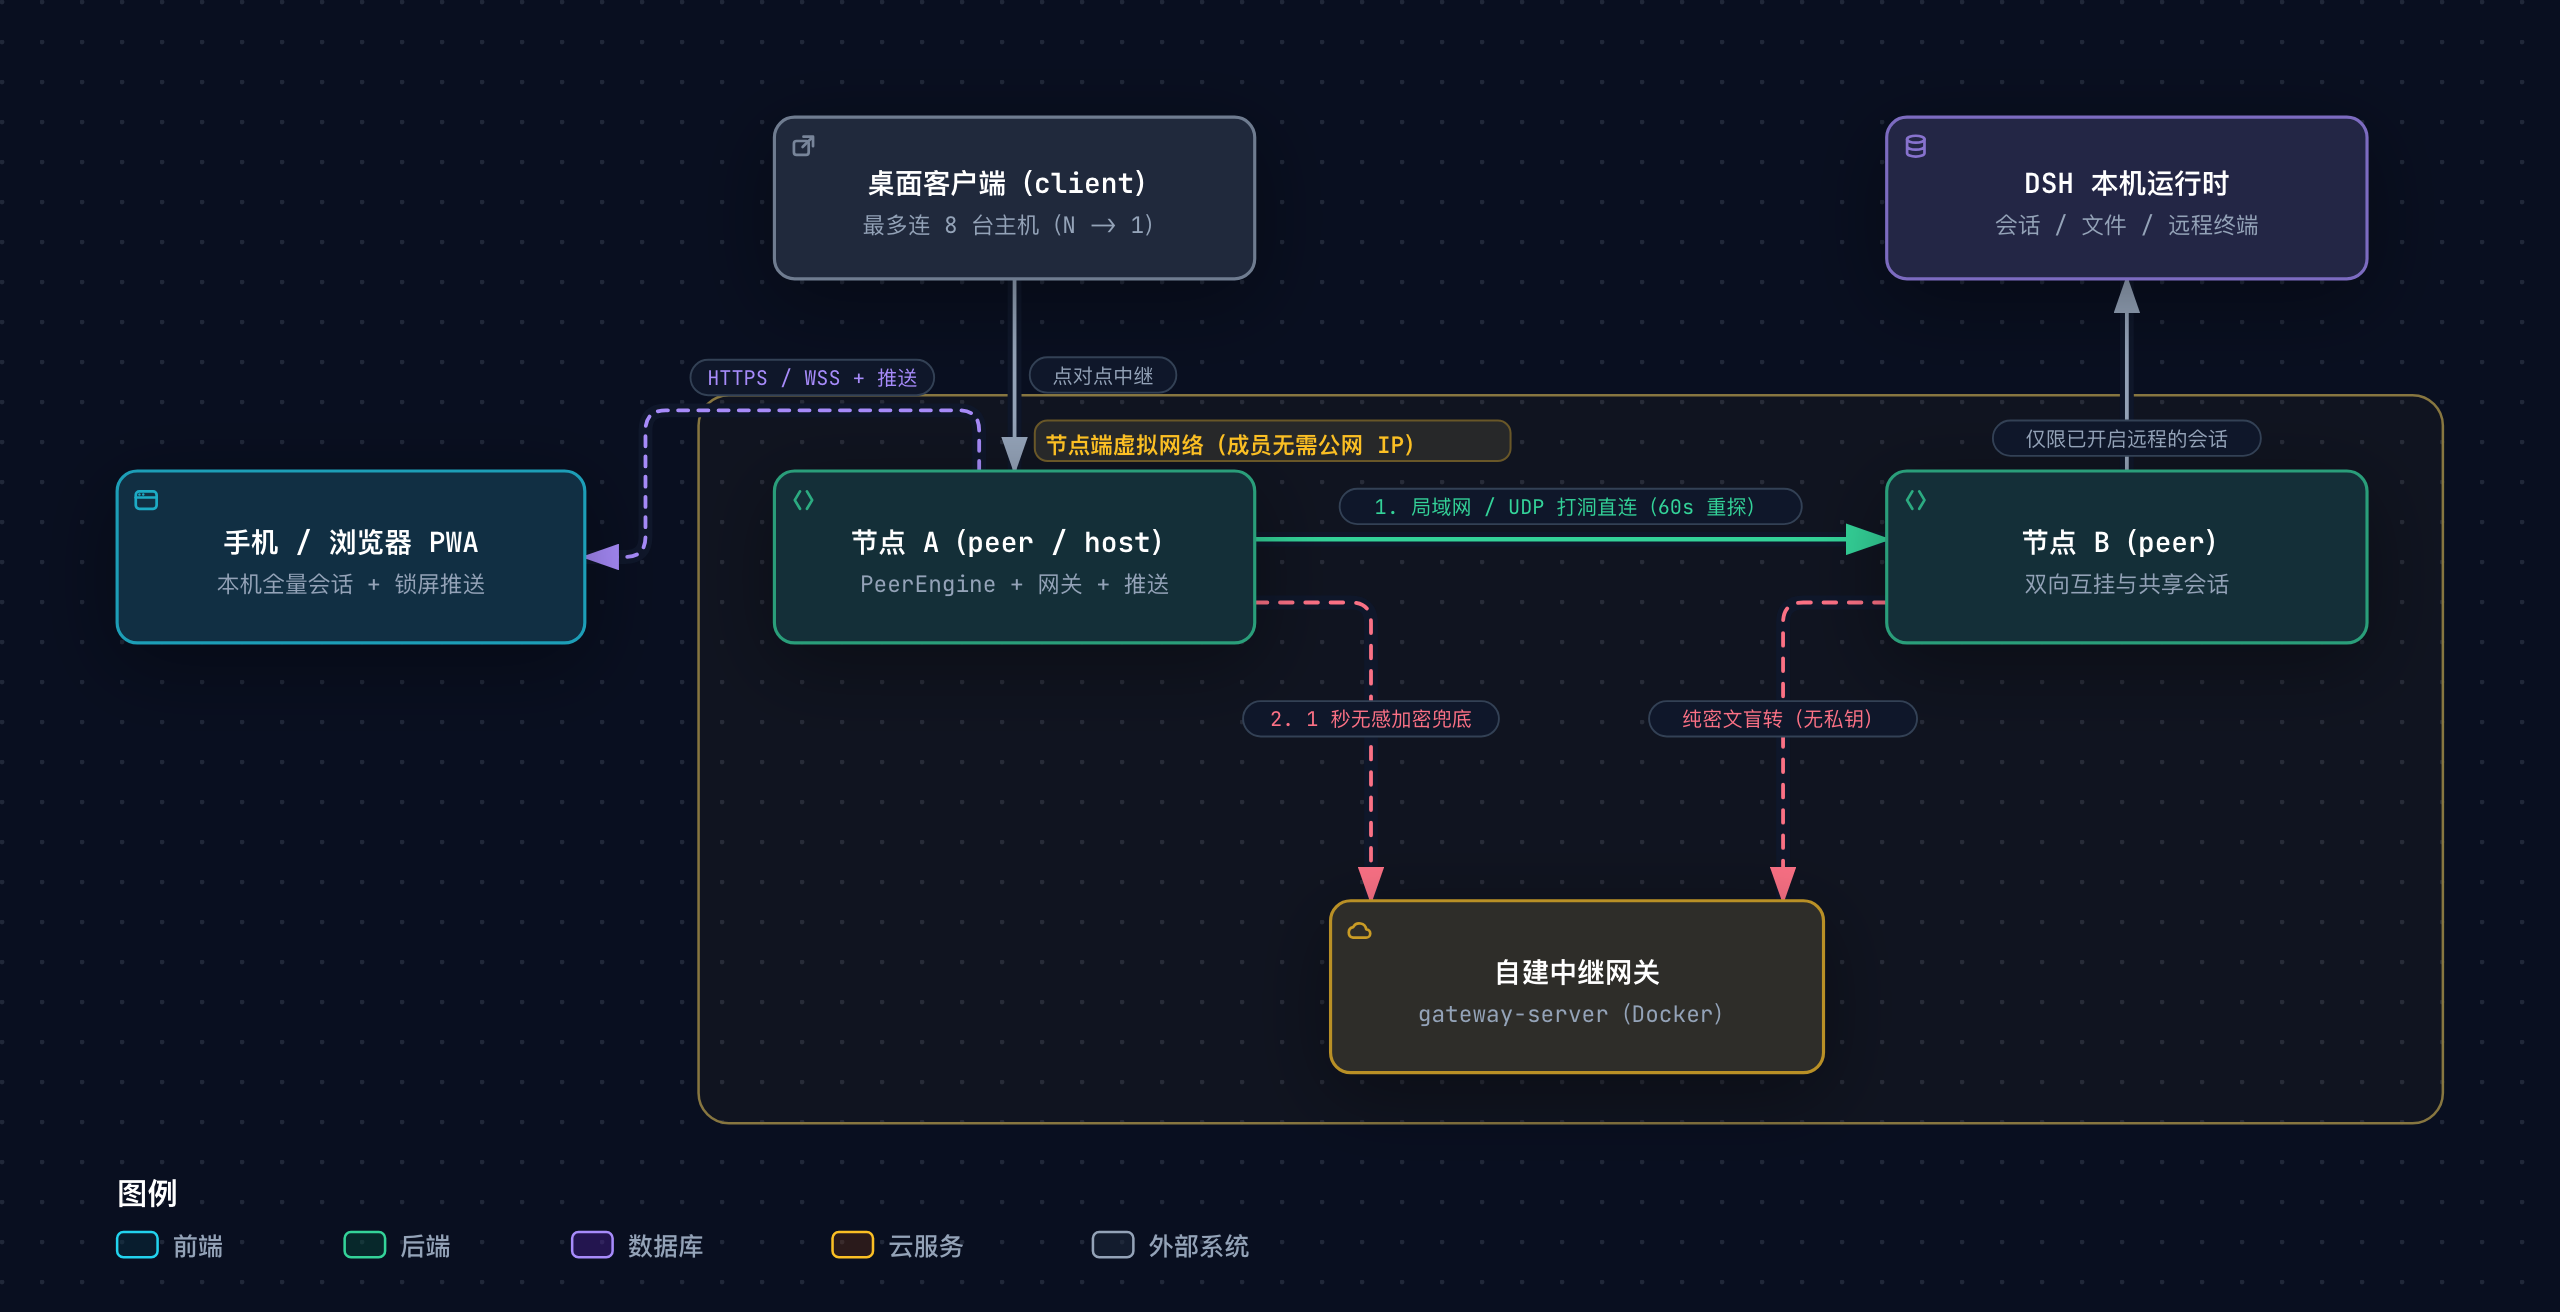 桌面客户端（client）
最多连 8 台主机（N -> 1）
DSH 本机运行时
会话 / 文件 / 远程终端
HTTPS / WSS + 推送
点对点中继
节点端虚拟网络（成员无需公网 IP）
仅限已开启远程的会话
手机 / 浏览器 PWA
本机全量会话 + 锁屏推送
节点 A（peer / host）
PeerEngine + 网关 + 推送
1. 局域网 / UDP 打洞直连（60s 重探）
节点 B（peer）
双向互挂与共享会话
2. 1 秒无感加密兜底
纯密文盲转（无私钥）
自建中继网关
gateway-server（Docker）
图例
前端
后端
数据库
云服务
外部系统